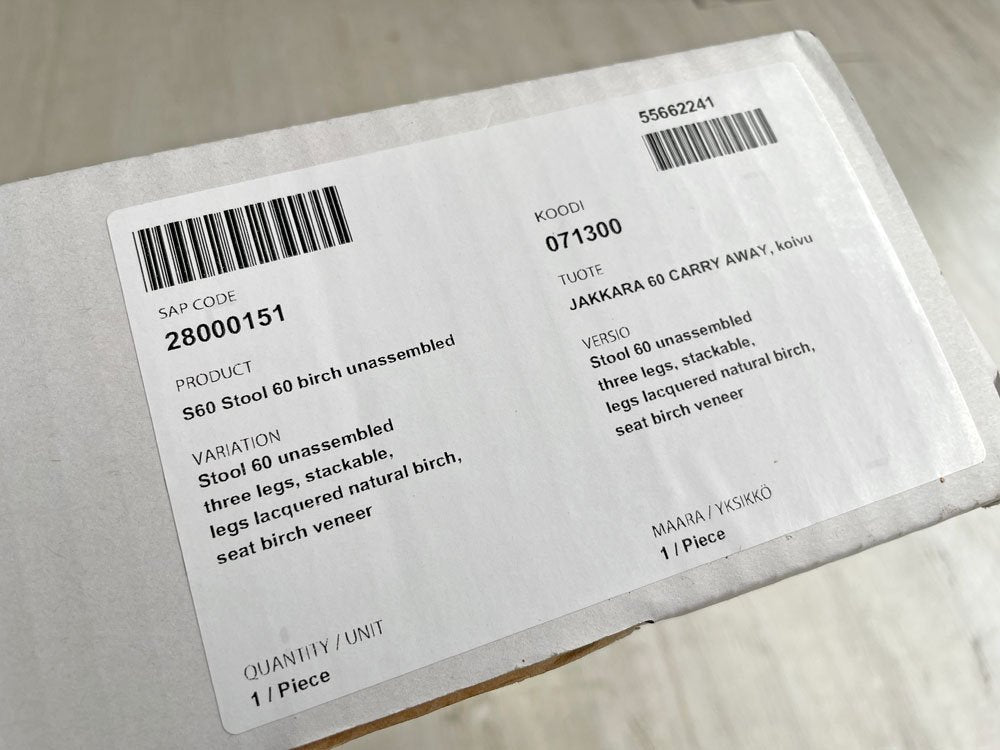 SAP CODE
28000151
PRODUCT
S60 Stool 60 birch unassembled
VARIATION
Stool 60 unassembled
three legs, stackable,
legs lacquered natural birch,
seat birch veneer
QUANTITY / UNIT
1 / Piece
55662241
KOODI
071300
TUOTE
JAKKARA 60 CARRY AWAY, koivu
VERSIO
Stool 60 unassembled
three legs, stackable,
legs lacquered natural birch,
seat birch veneer
MAARA / YKSIKKÖ
1 / Piece